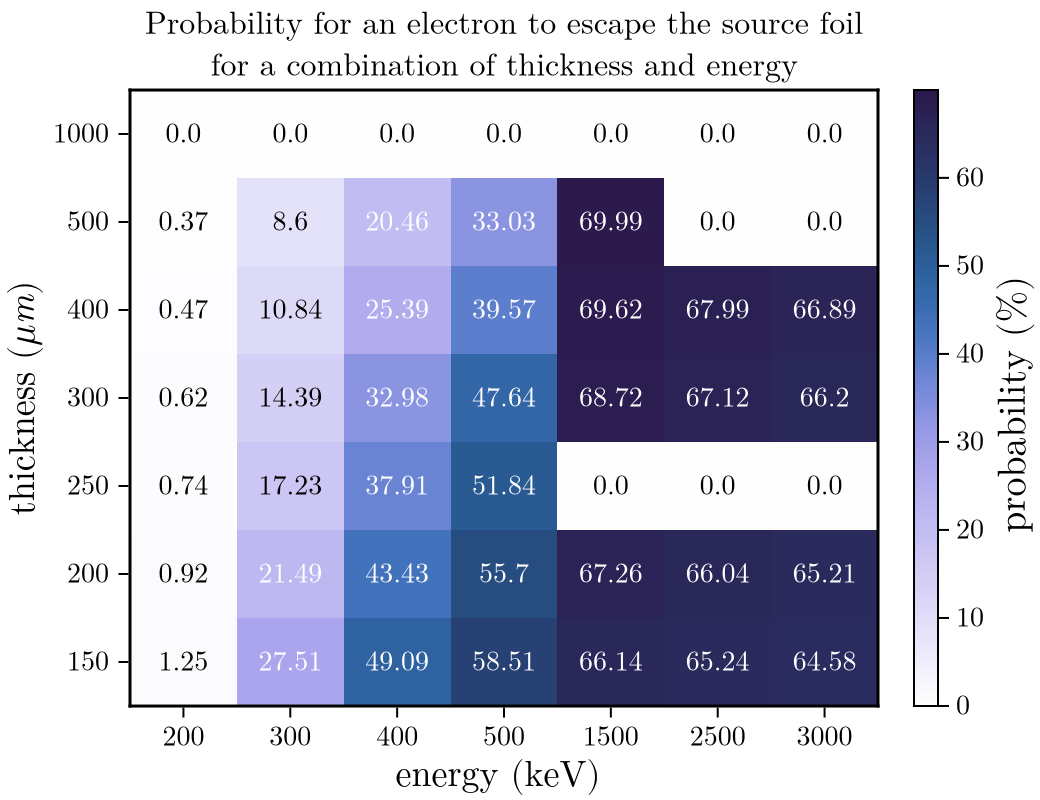 Probability for an electron to escape the source foil
for a combination of thickness and energy
1000 0.0 0.0 0.0 0.0 0.0 0.0 0.0
500 0.37 8.6 20.46 33.03 69.99 0.0 0.0
400 0.47 10.84 25.39 39.57 69.62 67.99 66.89
300 0.62 14.39 32.98 47.64 68.72 67.12 66.2
250 0.74 17.23 37.91 51.84 0.0 0.0 0.0
200 0.92 21.49 43.43 55.7 67.26 66.04 65.21
150 1.25 27.51 49.09 58.51 66.14 65.24 64.58
200 300 400 500 1500 2500 3000
energy (keV)
thickness (μm)
60
50
40
30
20
10
0
probability (%)